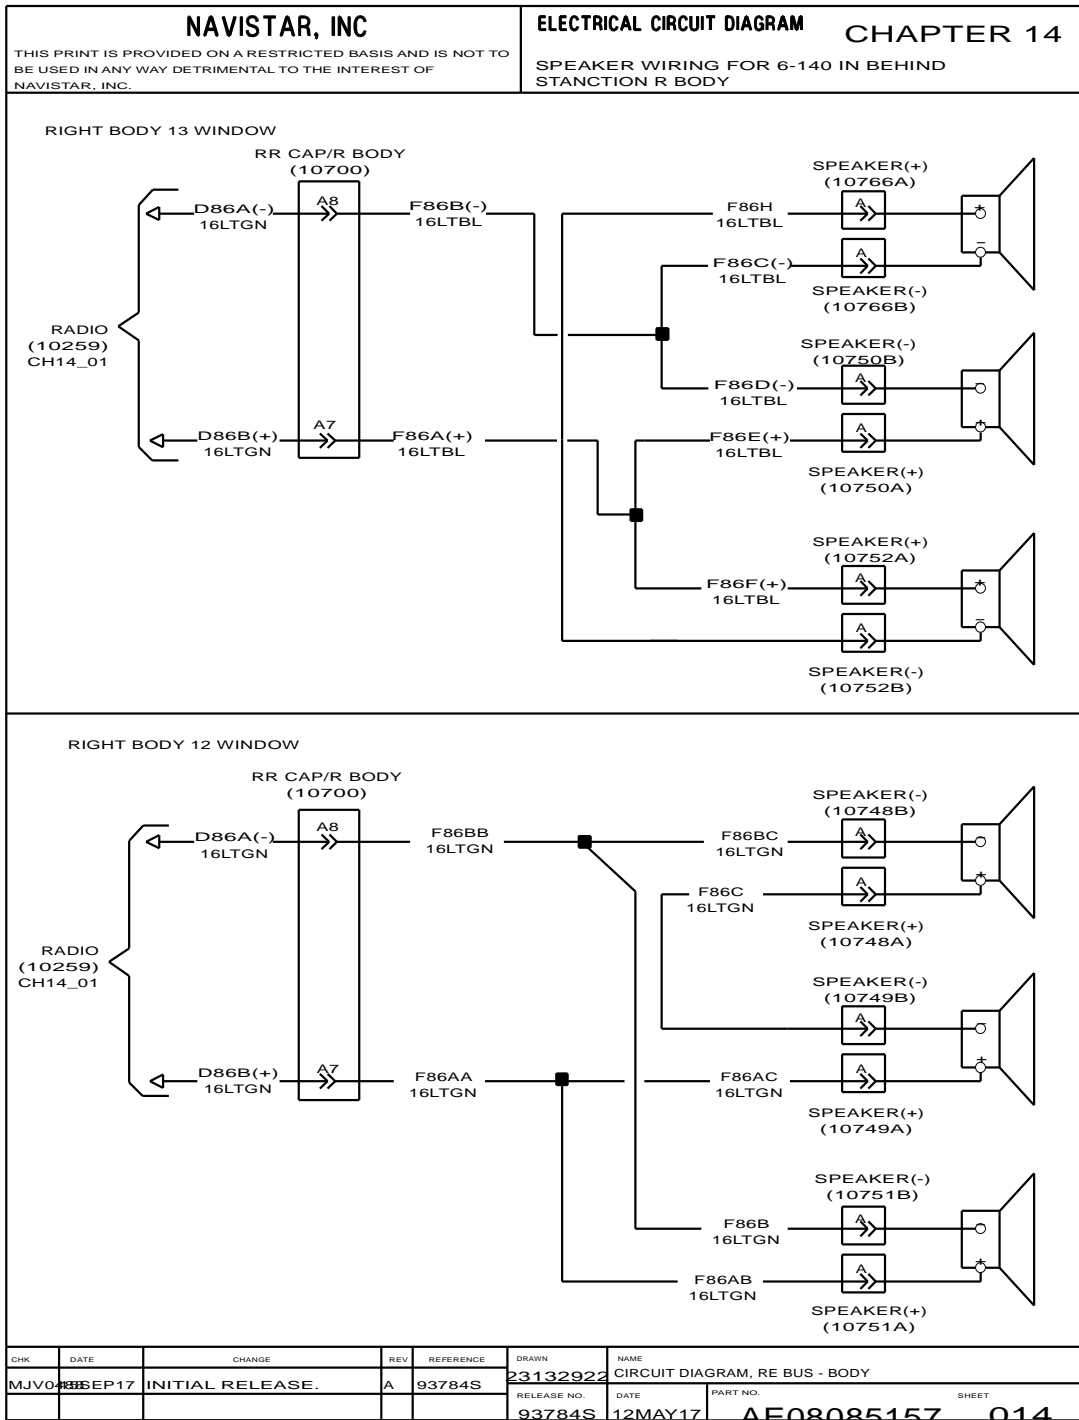 NAVISTAR, INC
THIS PRINT IS PROVIDED ON A RESTRICTED BASIS AND IS NOT TO
BE USED IN ANY WAY DETRIMENTAL TO THE INTEREST OF
NAVISTAR, INC.
ELECTRICAL CIRCUIT DIAGRAM
CHAPTER 14
SPEAKER WIRING FOR 6-140 IN BEHIND
STANCTION R BODY
RIGHT BODY 13 WINDOW
RR CAP/R BODY
(10700)
D86A(-)
16LTGN
A8
F86B(-)
16LTBL
RADIO
(10259)
CH14_01
D86B(+)
16LTGN
A7
F86A(+)
16LTBL
SPEAKER(+)
(10766A)
F86H
16LTBL
A
+
F86C(-)
16LTBL
A
-
SPEAKER(-)
(10766B)
SPEAKER(-)
(10750B)
F86D(-)
16LTBL
A
-
F86E(+)
16LTBL
A
+
SPEAKER(+)
(10750A)
SPEAKER(+)
(10752A)
F86F(+)
16LTBL
A
+
A
-
SPEAKER(-)
(10752B)
RIGHT BODY 12 WINDOW
RR CAP/R BODY
(10700)
D86A(-)
16LTGN
A8
F86BB
16LTGN
RADIO
(10259)
CH14_01
D86B(+)
16LTGN
A7
F86AA
16LTGN
SPEAKER(-)
(10748B)
F86BC
16LTGN
A
-
F86C
16LTGN
A
+
SPEAKER(+)
(10748A)
SPEAKER(-)
(10749B)
A
-
F86AC
16LTGN
A
+
SPEAKER(+)
(10749A)
SPEAKER(-)
(10751B)
F86B
16LTGN
A
-
F86AB
16LTGN
A
+
SPEAKER(+)
(10751A)
CHK DATE CHANGE REV REFERENCE
INITIAL RELEASE. A 93784S
DRAWN
23132922
NAME
CIRCUIT DIAGRAM, RE BUS - BODY
RELEASE NO. DATE PART NO. SHEET
93784S 12MAY17 AE08085157 014